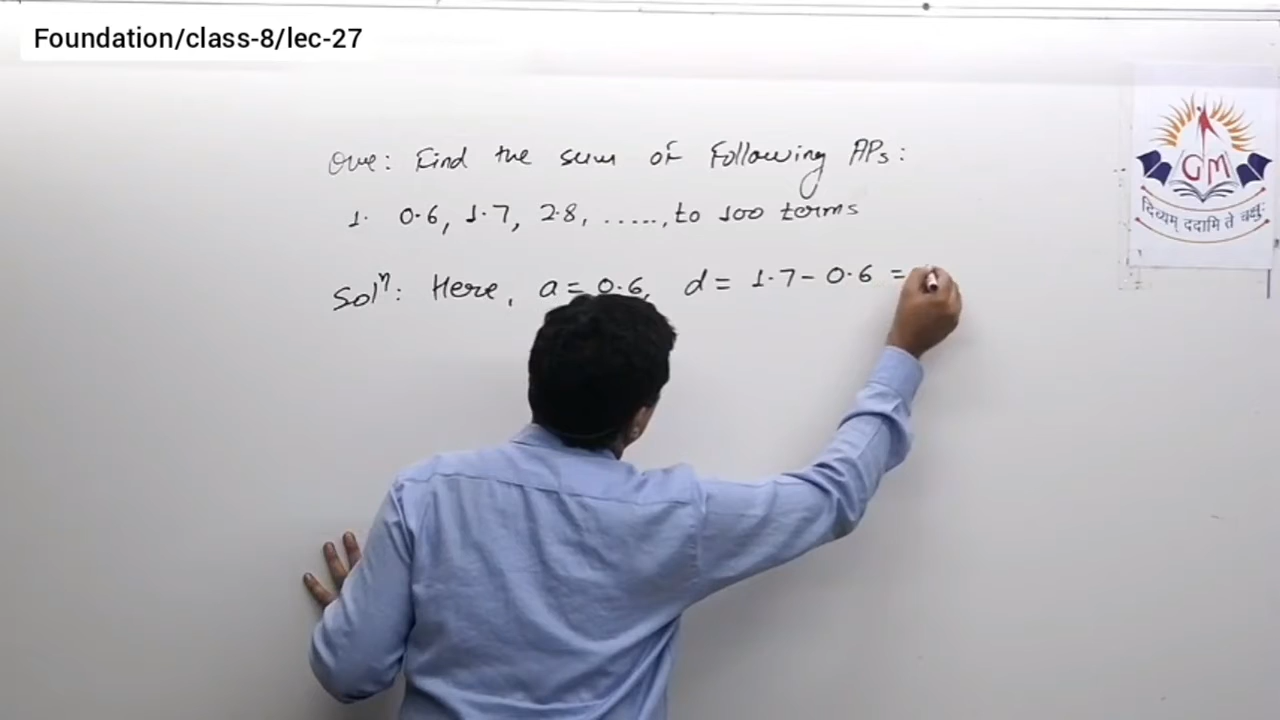 Foundation/class-8/lec-27
Que: Find the sum of Following APs:
1. 0.6, 1.7, 2.8, ....., to 100 terms
Solⁿ: Here, a = 0.6, d = 1.7 - 0.6 =
GM
दिव्यम् ददामि ते चक्षुः